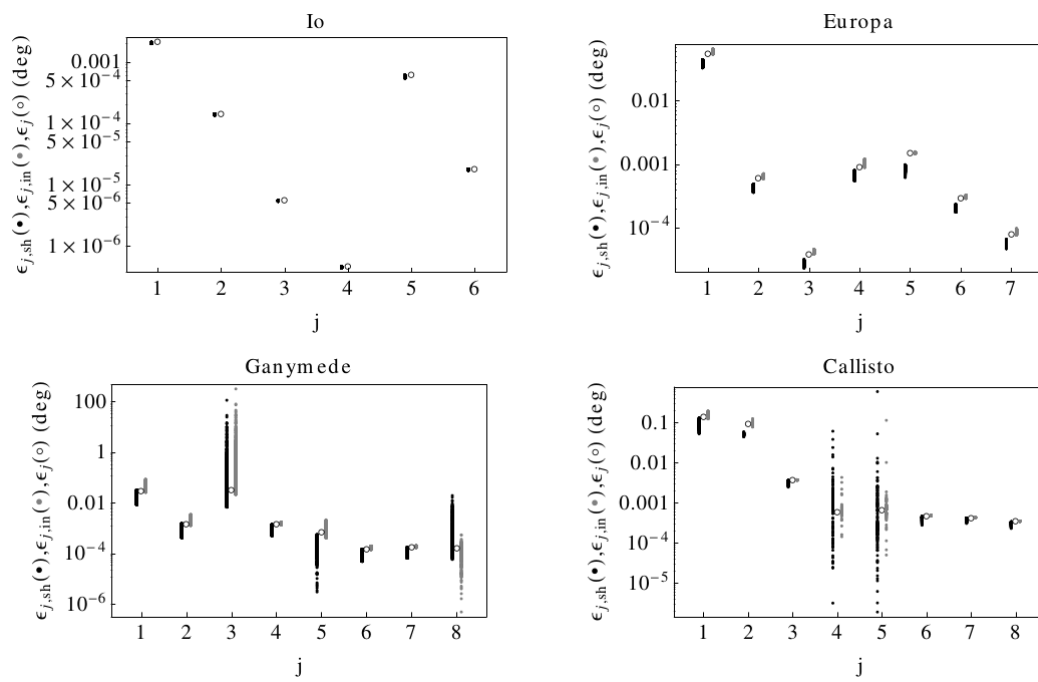 Io
ϵj,sh(•),ϵj,in(•),ϵj(○) (deg)
0.001
5 × 10⁻⁴
1 × 10⁻⁴
5 × 10⁻⁵
1 × 10⁻⁵
5 × 10⁻⁶
1 × 10⁻⁶
1 2 3 4 5 6
j
Europa
ϵj,sh(•),ϵj,in(•),ϵj(○) (deg)
0.01
0.001
10⁻⁴
1 2 3 4 5 6 7
j
Ganymede
ϵj,sh(•),ϵj,in(•),ϵj(○) (deg)
100
1
0.01
10⁻⁴
10⁻⁶
1 2 3 4 5 6 7 8
j
Callisto
ϵj,sh(•),ϵj,in(•),ϵj(○) (deg)
0.1
0.01
0.001
10⁻⁴
10⁻⁵
1 2 3 4 5 6 7 8
j